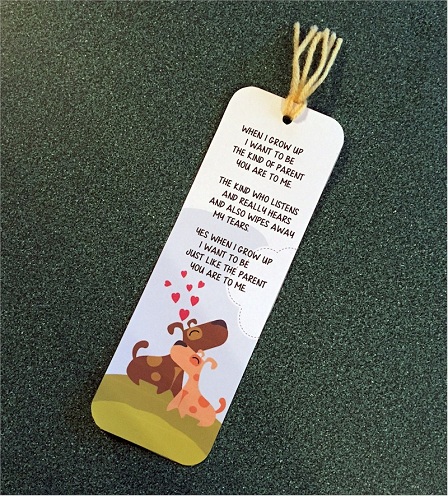 WHEN I GROW UP
I WANT TO BE
THE KIND OF PARENT
YOU ARE TO ME.
THE KIND WHO LISTENS
AND REALLY HEARS
AND ALSO WIPES AWAY
MY TEARS.
YES WHEN I GROW UP
I WANT TO BE
JUST LIKE THE PARENT
YOU ARE TO ME.